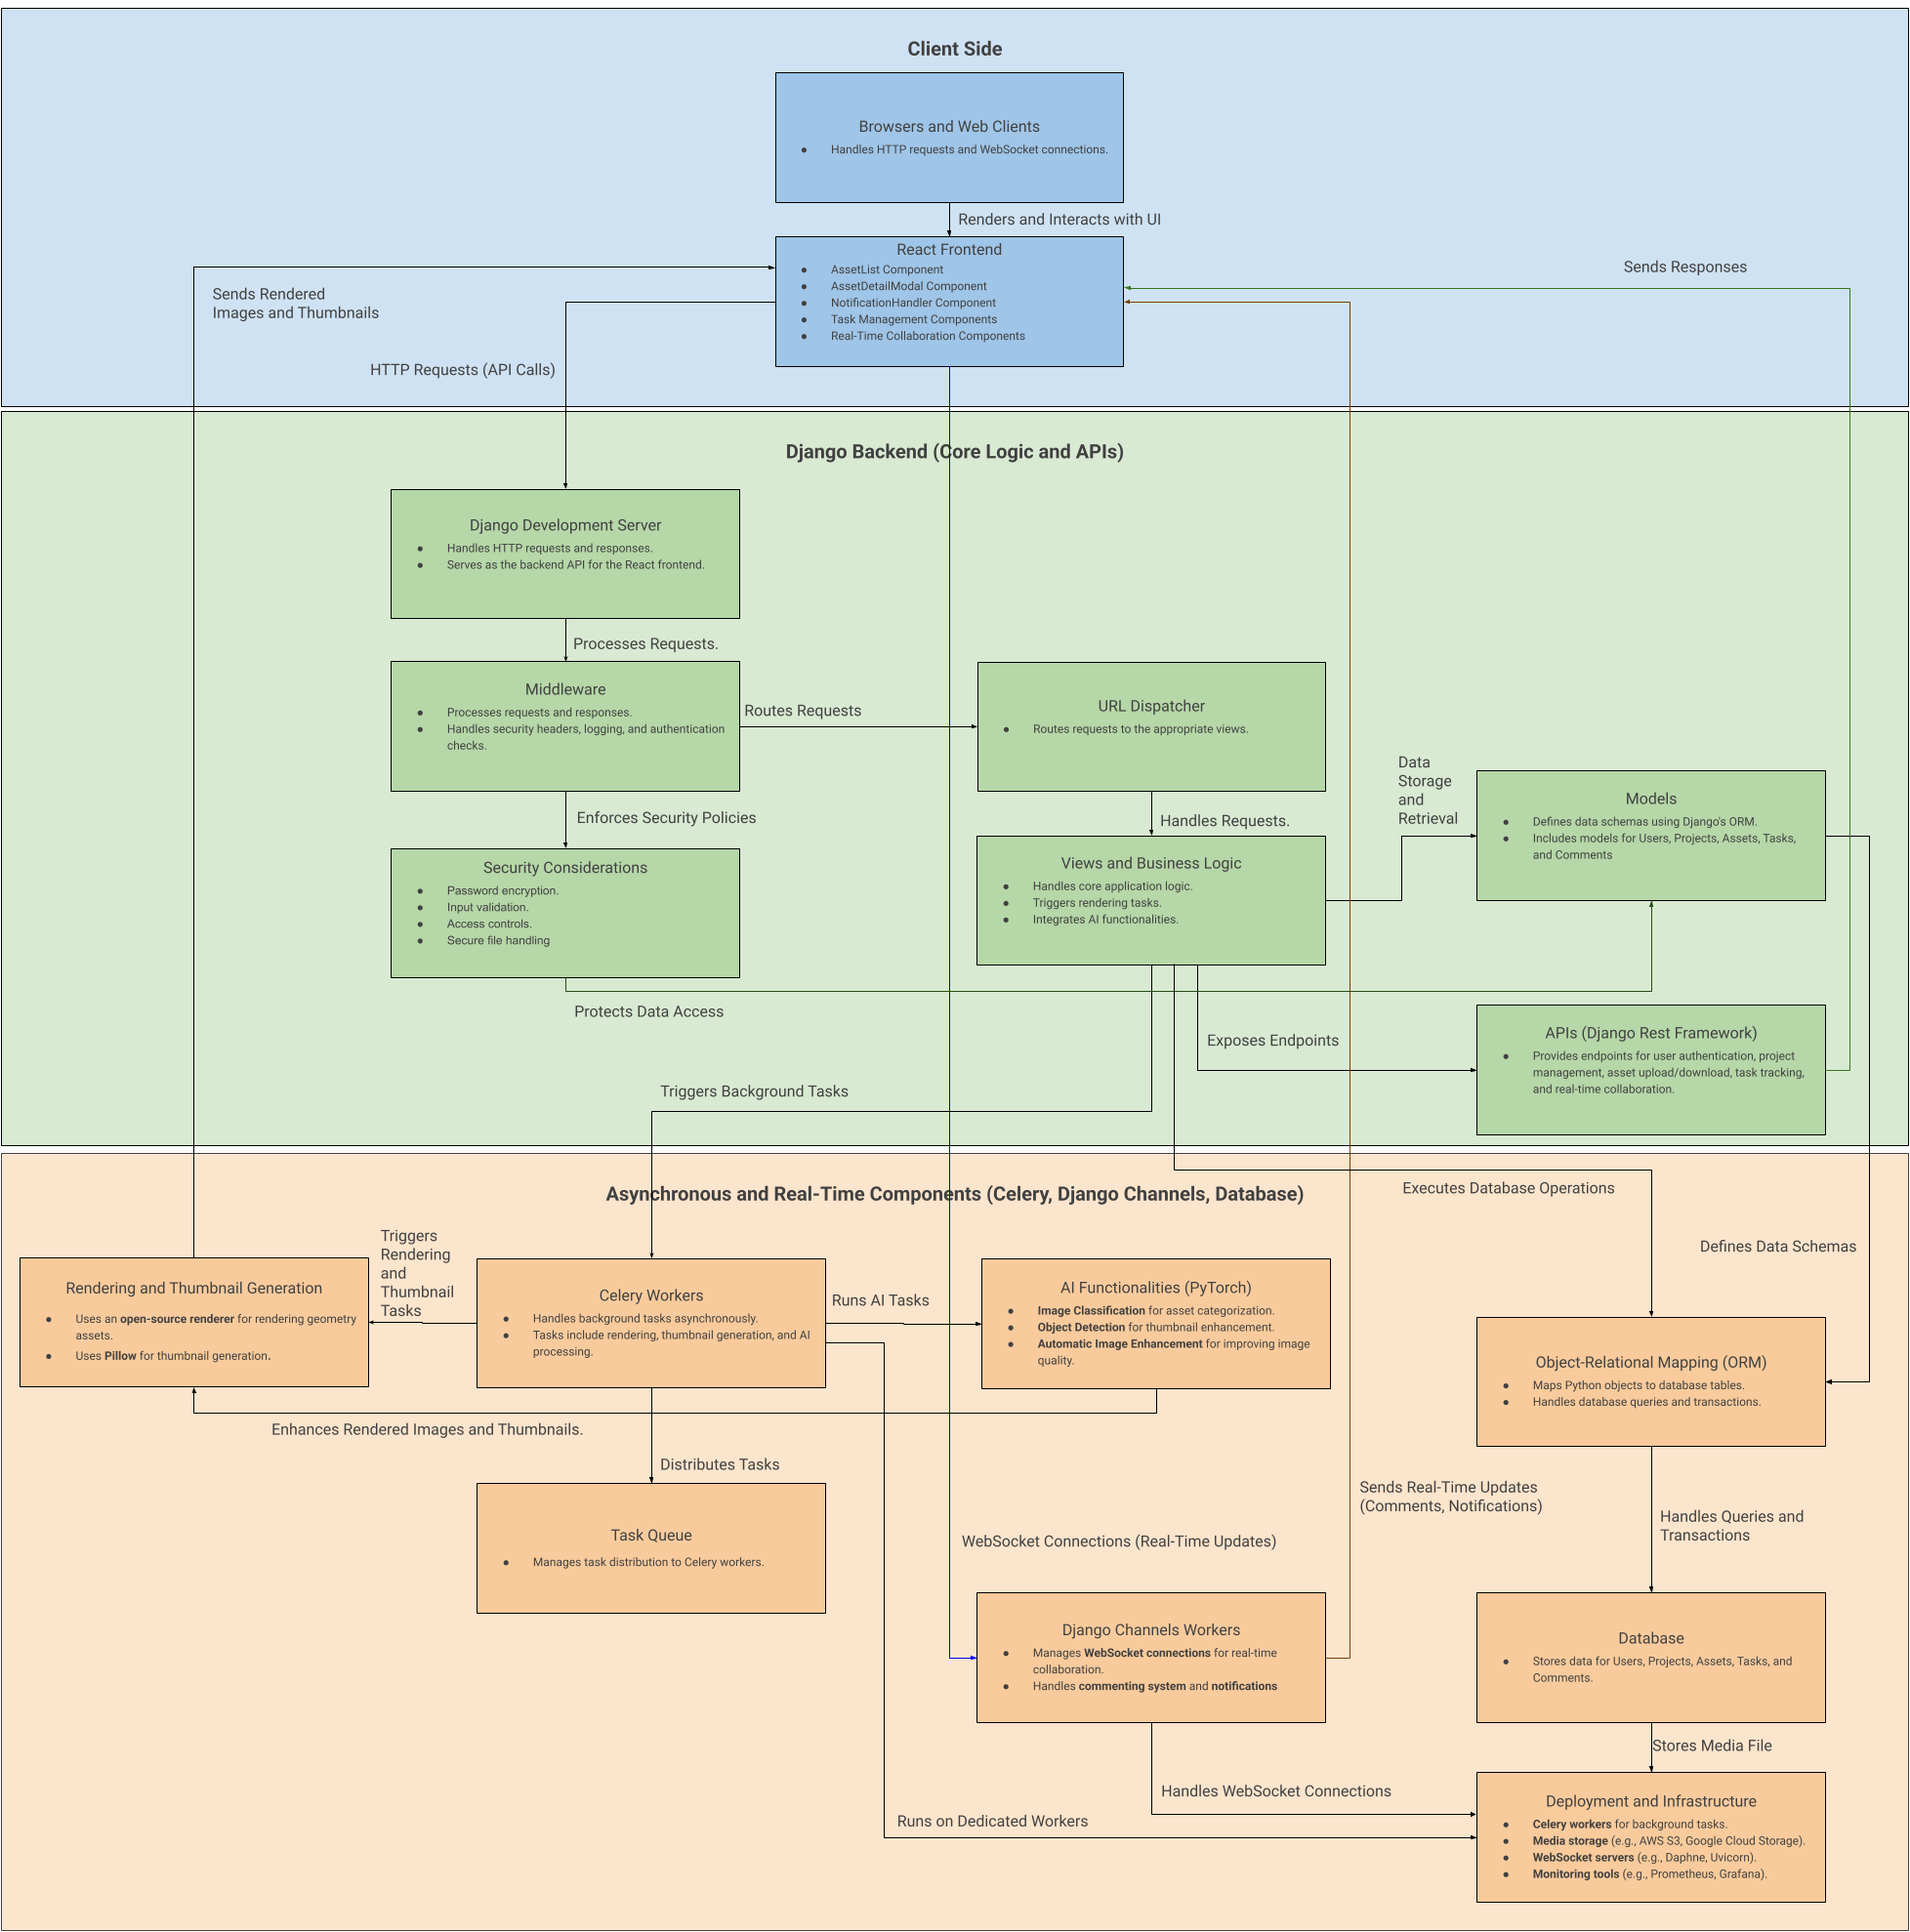 Client Side
Browsers and Web Clients
● Handles HTTP requests and WebSocket connections.
Renders and Interacts with UI
React Frontend
● AssetList Component
● AssetDetailModal Component
● NotificationHandler Component
● Task Management Components
● Real-Time Collaboration Components
Sends Responses
Sends Rendered
Images and Thumbnails
HTTP Requests (API Calls)
Django Backend (Core Logic and APIs)
Django Development Server
● Handles HTTP requests and responses.
● Serves as the backend API for the React frontend.
Processes Requests.
Middleware
● Processes requests and responses.
● Handles security headers, logging, and authentication
checks.
Routes Requests
URL Dispatcher
● Routes requests to the appropriate views.
Enforces Security Policies
Handles Requests.
Data
Storage
and
Retrieval
Models
● Defines data schemas using Django's ORM.
● Includes models for Users, Projects, Assets, Tasks,
and Comments
Security Considerations
● Password encryption.
● Input validation.
● Access controls.
● Secure file handling
Views and Business Logic
● Handles core application logic.
● Triggers rendering tasks.
● Integrates AI functionalities.
Protects Data Access
Exposes Endpoints
APIs (Django Rest Framework)
● Provides endpoints for user authentication, project
management, asset upload/download, task tracking,
and real-time collaboration.
Triggers Background Tasks
Asynchronous and Real-Time Components (Celery, Django Channels, Database)
Executes Database Operations
Defines Data Schemas
Triggers
Rendering
and
Thumbnail
Tasks
Rendering and Thumbnail Generation
● Uses an open-source renderer for rendering geometry
assets.
● Uses Pillow for thumbnail generation.
Celery Workers
● Handles background tasks asynchronously.
● Tasks include rendering, thumbnail generation, and AI
processing.
Runs AI Tasks
AI Functionalities (PyTorch)
● Image Classification for asset categorization.
● Object Detection for thumbnail enhancement.
● Automatic Image Enhancement for improving image
quality.
Object-Relational Mapping (ORM)
● Maps Python objects to database tables.
● Handles database queries and transactions.
Enhances Rendered Images and Thumbnails.
Distributes Tasks
Task Queue
● Manages task distribution to Celery workers.
Sends Real-Time Updates
(Comments, Notifications)
Handles Queries and
Transactions
WebSocket Connections (Real-Time Updates)
Django Channels Workers
● Manages WebSocket connections for real-time
collaboration.
● Handles commenting system and notifications
Database
● Stores data for Users, Projects, Assets, Tasks, and
Comments.
Stores Media File
Handles WebSocket Connections
Runs on Dedicated Workers
Deployment and Infrastructure
● Celery workers for background tasks.
● Media storage (e.g., AWS S3, Google Cloud Storage).
● WebSocket servers (e.g., Daphne, Uvicorn).
● Monitoring tools (e.g., Prometheus, Grafana).